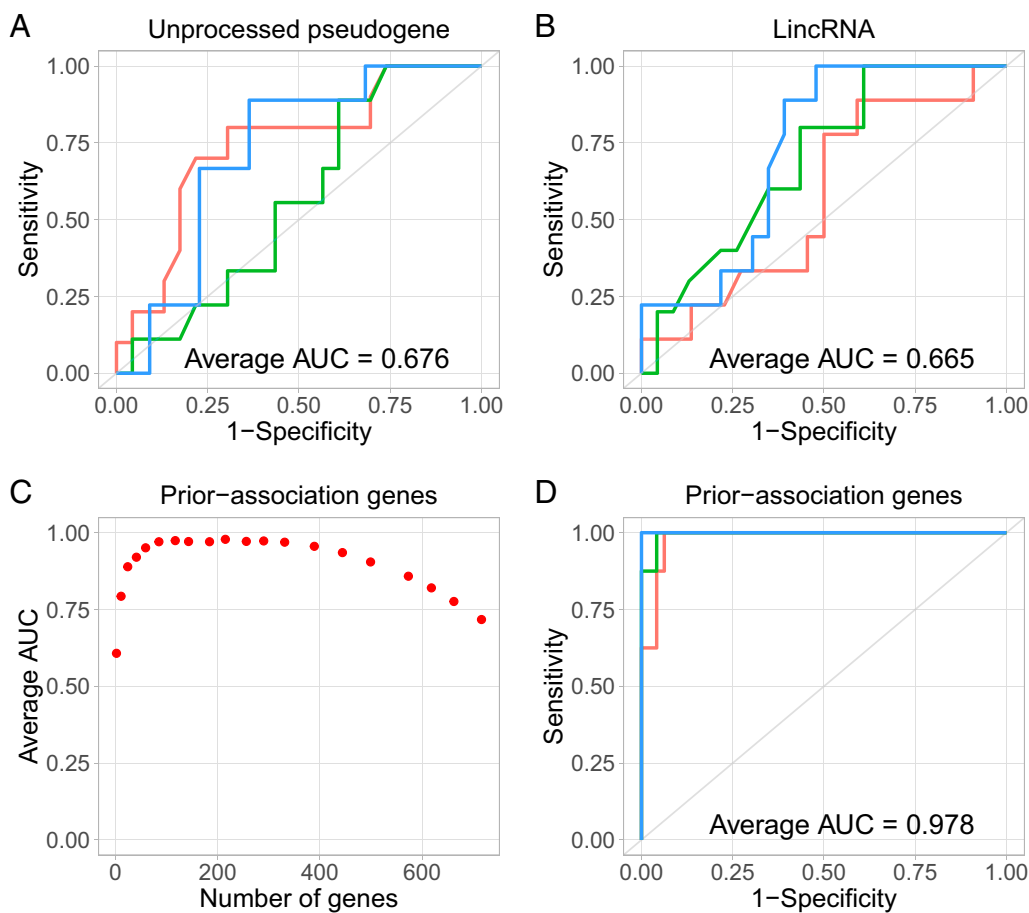 A
Unprocessed pseudogene
Sensitivity
1.00
0.75
0.50
0.25
0.00
Average AUC = 0.676
0.00 0.25 0.50 0.75 1.00
1−Specificity
B
LincRNA
Sensitivity
1.00
0.75
0.50
0.25
0.00
Average AUC = 0.665
0.00 0.25 0.50 0.75 1.00
1−Specificity
C
Prior−association genes
Average AUC
1.00
0.75
0.50
0.25
0.00
0 200 400 600
Number of genes
D
Prior−association genes
Sensitivity
1.00
0.75
0.50
0.25
0.00
Average AUC = 0.978
0.00 0.25 0.50 0.75 1.00
1−Specificity